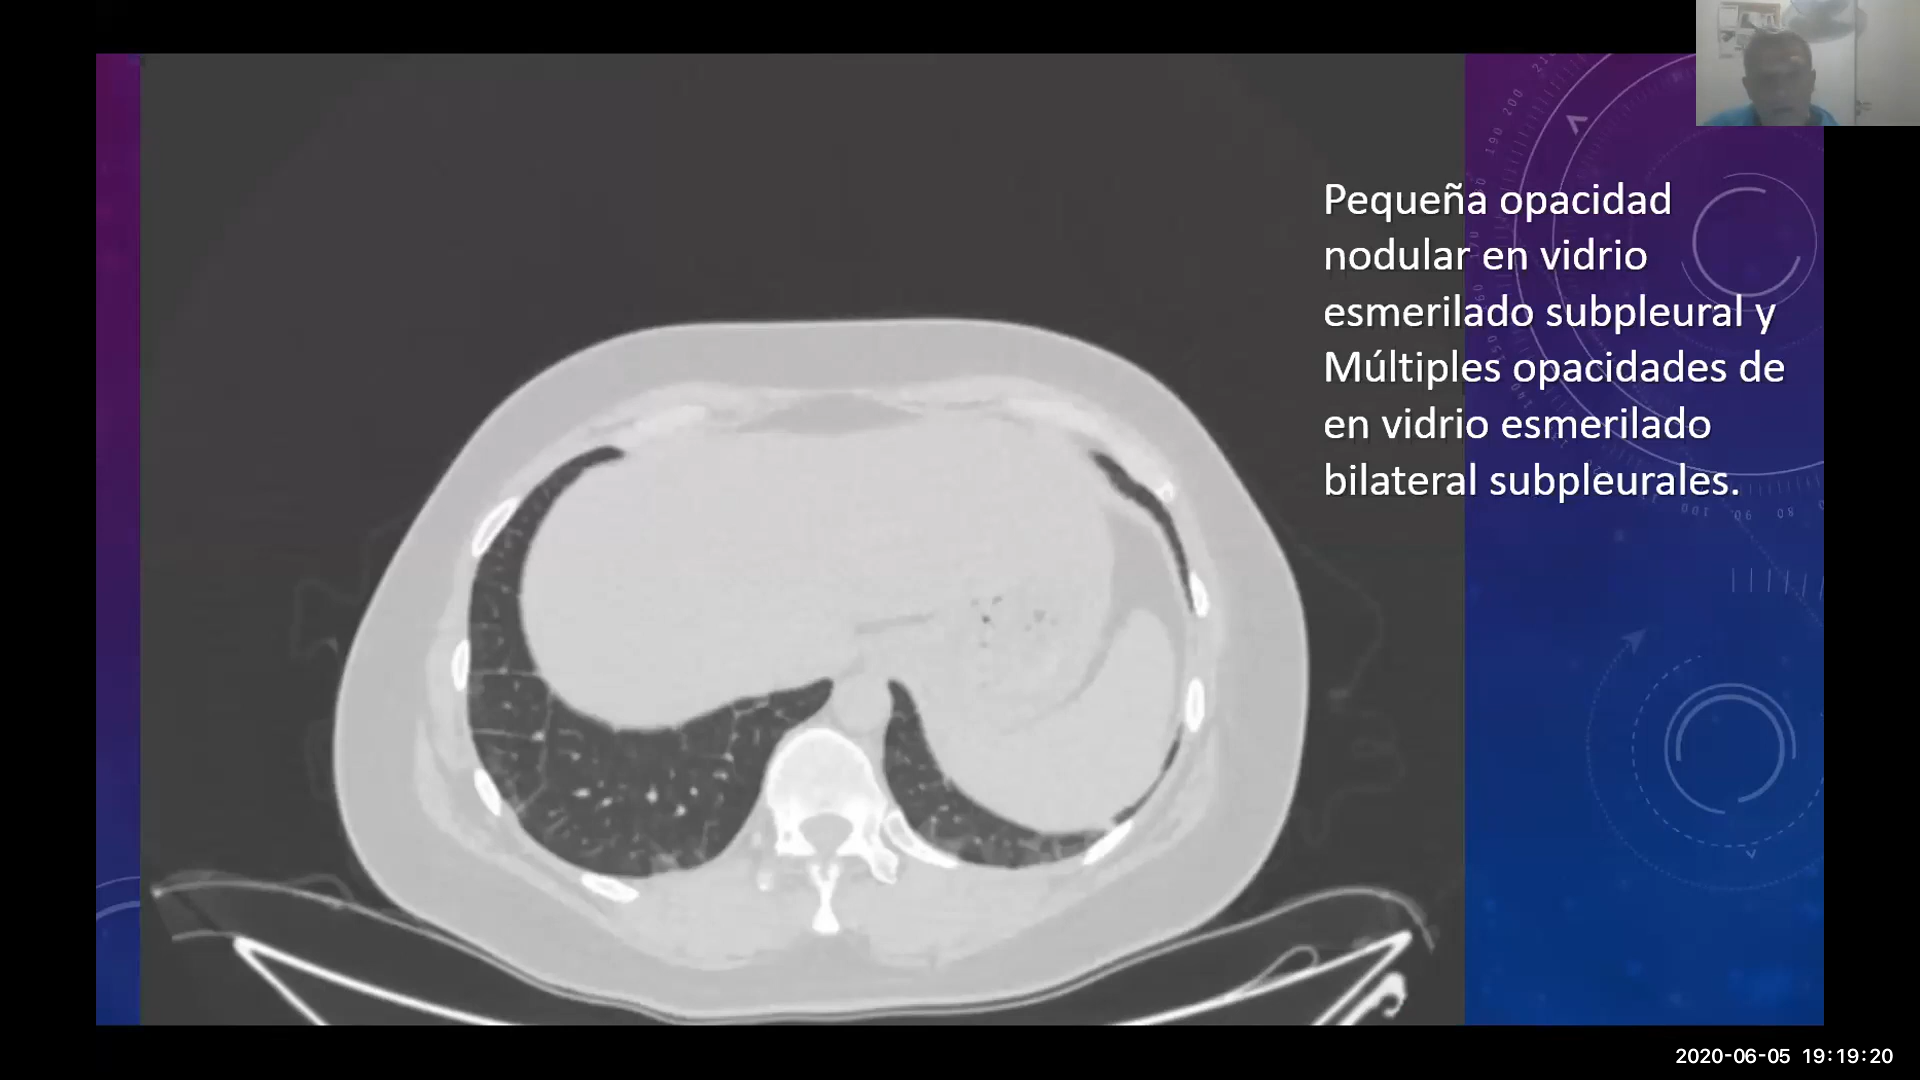 Pequeña opacidad
nodular en vidrio
esmerilado subpleural y
Múltiples opacidades de
en vidrio esmerilado
bilateral subpleurales.
2020-06-05 19:19:20